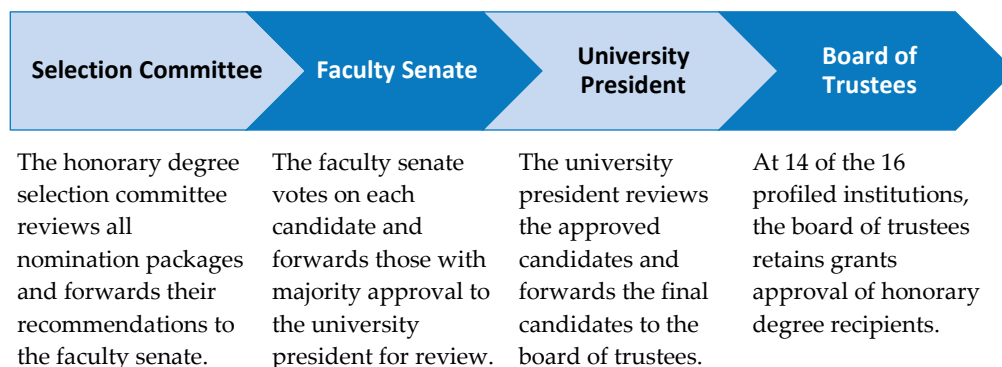 Selection Committee
Faculty Senate
University
President
Board of
Trustees
The honorary degree
selection committee
reviews all
nomination packages
and forwards their
recommendations to
the faculty senate.
The faculty senate
votes on each
candidate and
forwards those with
majority approval to
the university
president for review.
The university
president reviews
the approved
candidates and
forwards the final
candidates to the
board of trustees.
At 14 of the 16
profiled institutions,
the board of trustees
retains grants
approval of honorary
degree recipients.